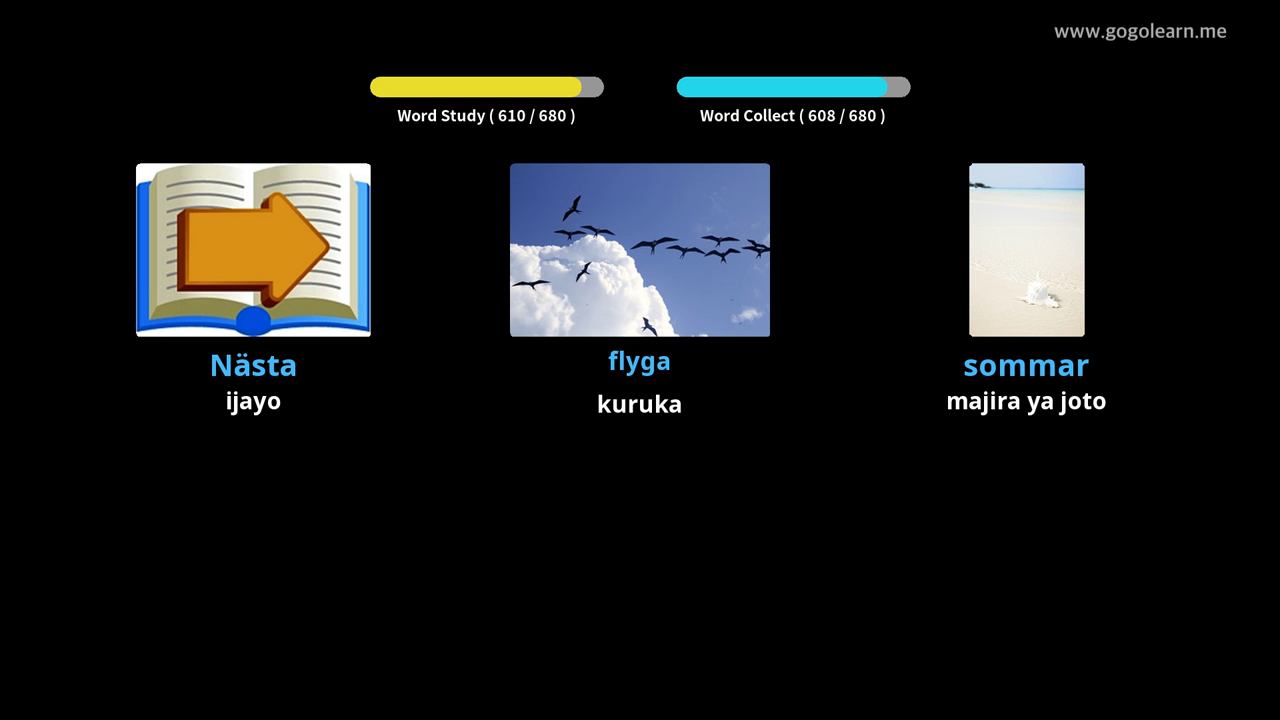 www.gogolearn.me
Word Study ( 610 / 680 )
Word Collect ( 608 / 680 )
Nästa
ijayo
flyga
kuruka
sommar
majira ya joto